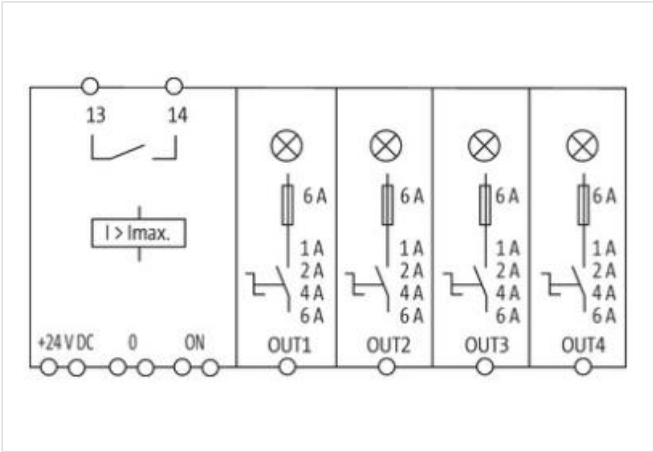 13 14
I > Imax.
+24 V DC 0 ON
6 A
1 A
2 A
4 A
6 A
OUT1
6 A
1 A
2 A
4 A
6 A
OUT2
6 A
1 A
2 A
4 A
6 A
OUT3
6 A
1 A
2 A
4 A
6 A
OUT4